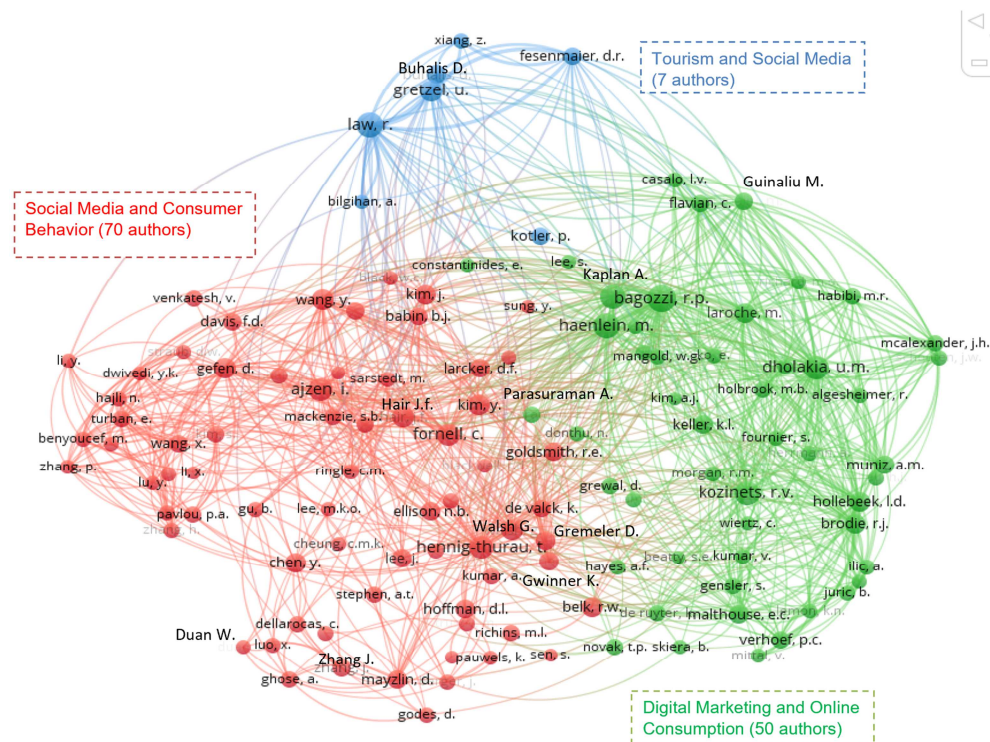 xiang, z.
fesenmaier, d.r.
Tourism and Social Media
(7 authors)
Buhalis D.
gretzel, u.
law, r.
casalo, l.v.
Guinaliu M.
flavian, c.
Social Media and Consumer
Behavior (70 authors)
bilgihan, a.
kotler, p.
constantinides, e.
lee, s.
Kaplan A.
venkatesh, v.
wang, y.
kim, j.
babin, b.j.
sung, y.
bagozzi, r.p.
habibi, m.r.
davis, f.d.
haenlein, m.
laroche, m.
mcalexander, j.h.
li, y.
dwivedi, y.k.
gefen, d.
sarstedt, m.
larcker, d.f.
mangold, w.g.
dholakia, u.m.
hajli, n.
ajzen, i.
Parasuraman A.
kim, a.j.
holbrook, m.b.
algesheimer, r.
turban, e.
mackenzie, s.b.
Hair J.f.
kim, y.
keller, k.l.
benyoucef, m.
wang, x.
fornell, c.
donthu, n.
fournier, s.
goldsmith, r.e.
zhang, p.
li, x.
ringle, c.m.
morgan, r.m.
muniz, a.m.
lu, y.
grewal, d.
kozinets, r.v.
hollebeek, l.d.
pavlou, p.a.
gu, b.
lee, m.k.o.
ellison, n.b.
de valck, k.
wiertz, c.
brodie, r.j.
zhang, h.
Walsh G.
Gremeler D.
cheung, c.m.k.
hennig-thurau, t.
chen, y.
lee, j.
beatty, s.e.
kumar, v.
hayes, a.f.
ilic, a.
kumar, a.
Gwinner K.
gensler, s.
juric, b.
stephen, a.t.
hoffman, d.l.
belk, r.w.
de ruyter,
malthouse, e.c.
lemon, k.n.
dellarocas, c.
Duan W.
richins, m.l.
verhoef, p.c.
luo, x.
novak, t.p.
skiera, b.
mittal, v.
Zhang J.
pauwels, k.
sen, s.
ghose, a.
mayzlin, d.
godes, d.
Digital Marketing and Online
Consumption (50 authors)